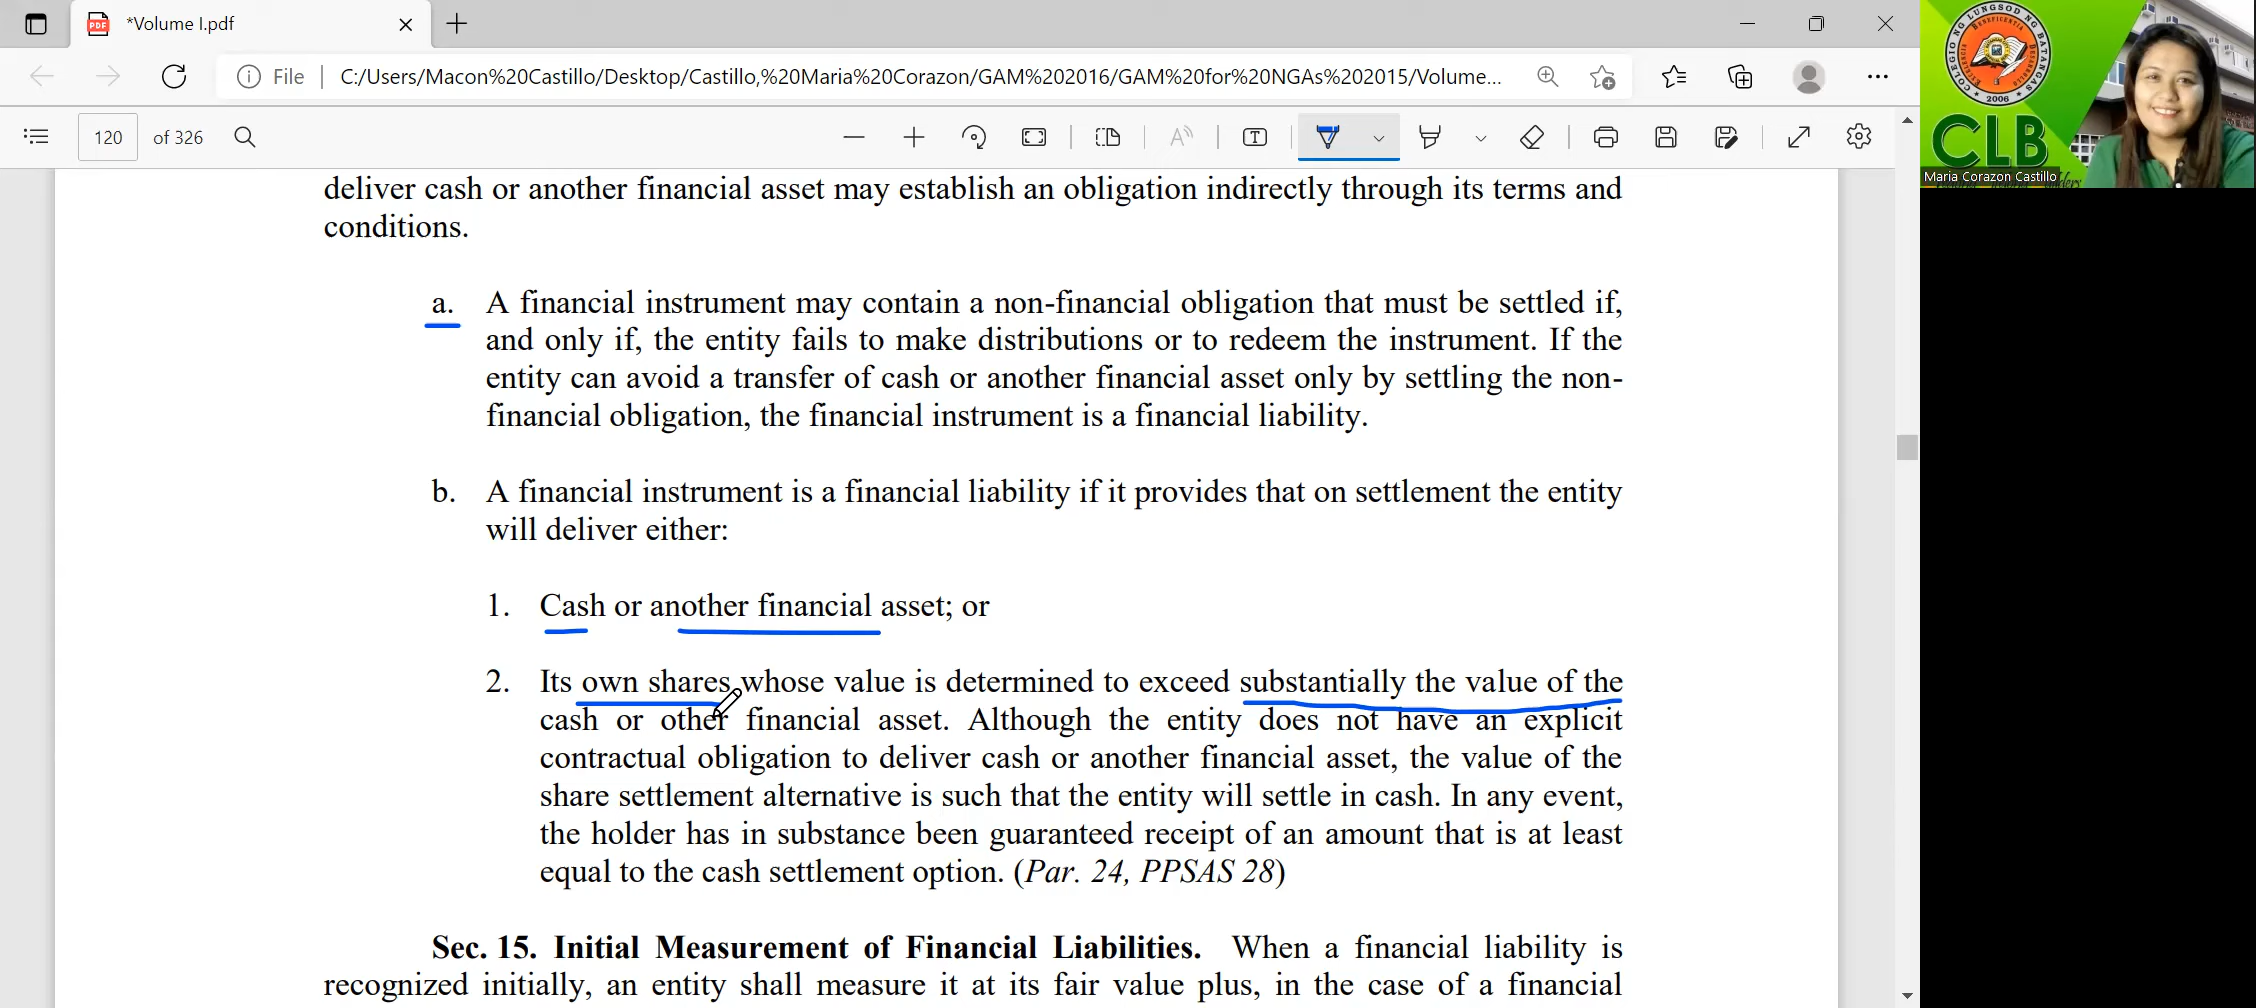 *Volume I.pdf
File
C:/Users/Macon%20Castillo/Desktop/Castillo,%20Maria%20Corazon/GAM%202016/GAM%20for%20NGAs%202015/Volume...
120 of 326
deliver cash or another financial asset may establish an obligation indirectly through its terms and
conditions.
a. A financial instrument may contain a non-financial obligation that must be settled if,
and only if, the entity fails to make distributions or to redeem the instrument. If the
entity can avoid a transfer of cash or another financial asset only by settling the non-
financial obligation, the financial instrument is a financial liability.
b. A financial instrument is a financial liability if it provides that on settlement the entity
will deliver either:
1. Cash or another financial asset; or
2. Its own shares whose value is determined to exceed substantially the value of the
cash or other financial asset. Although the entity does not have an explicit
contractual obligation to deliver cash or another financial asset, the value of the
share settlement alternative is such that the entity will settle in cash. In any event,
the holder has in substance been guaranteed receipt of an amount that is at least
equal to the cash settlement option. (Par. 24, PPSAS 28)
Sec. 15. Initial Measurement of Financial Liabilities. When a financial liability is
recognized initially, an entity shall measure it at its fair value plus, in the case of a financial
COLEGIO NG LUNGSOD NG BATANGAS
2006
CLB
Maria Corazon Castillo